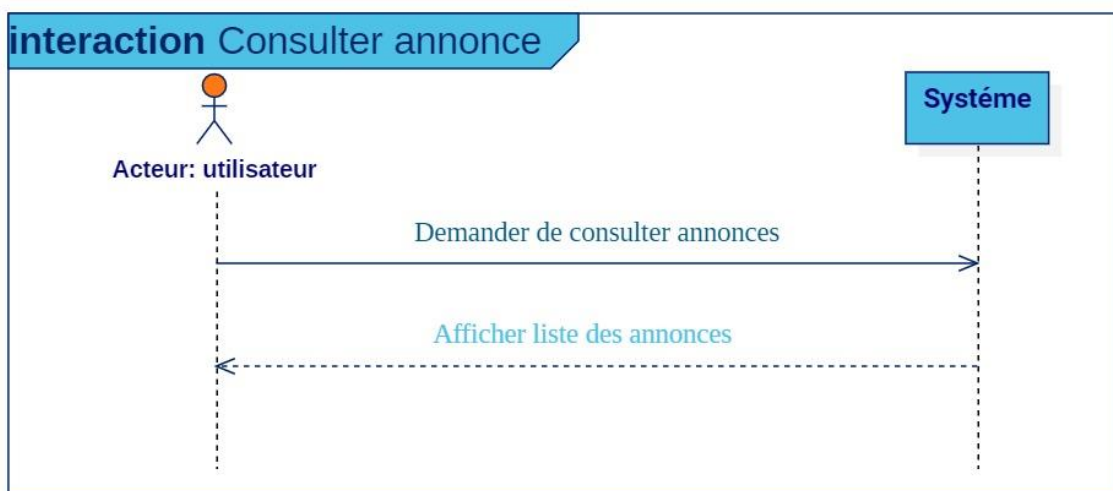 interaction Consulter annonce
Systéme
Acteur: utilisateur
Demander de consulter annonces
Afficher liste des annonces